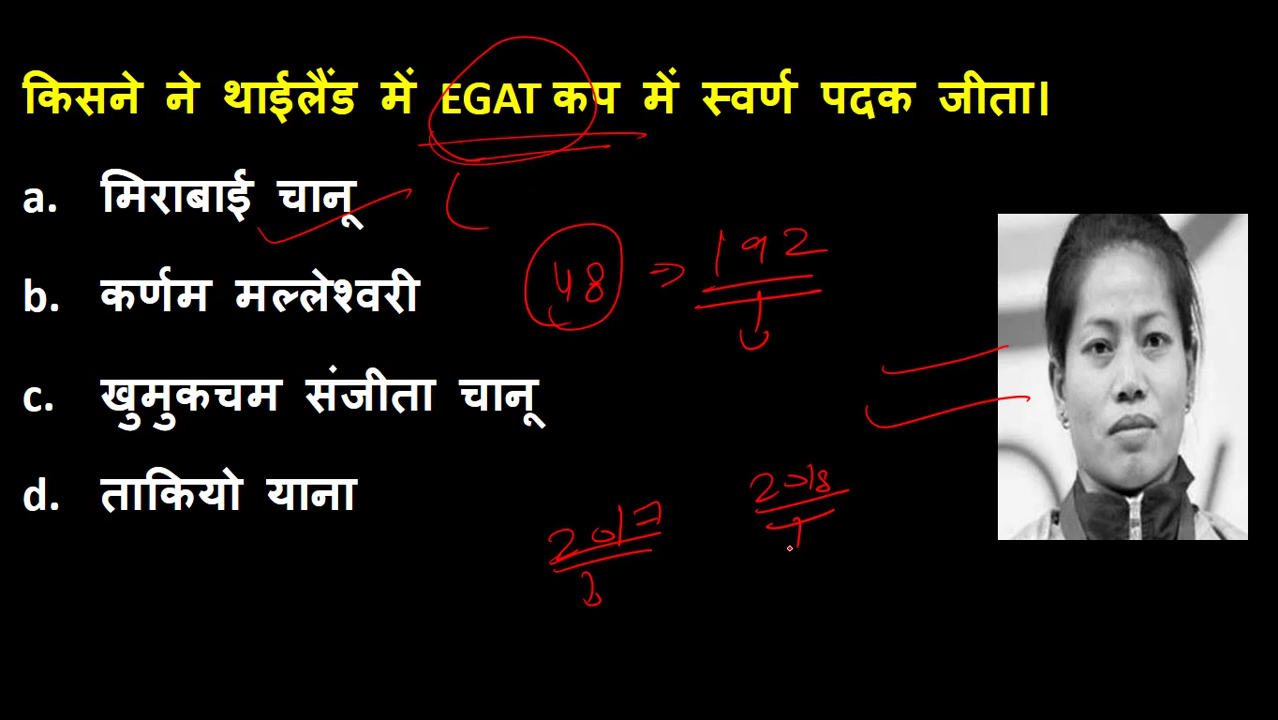 किसने ने थाईलैंड में EGAT कप में स्वर्ण पदक जीता।
a. मिराबाई चानू
48 => 192
b. कर्णम मल्लेश्वरी
c. खुमुकचम संजीता चानू
d. ताकियो याना
2017
2018